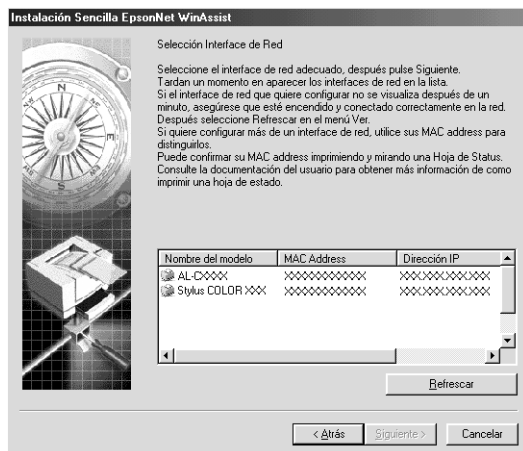 Instalación Sencilla EpsonNet WinAssist
Selección Interface de Red
Seleccione el interface de red adecuado, después pulse Siguiente.
Tardan un momento en aparecer los interfaces de red en la lista.
Si el interface de red que quiere configurar no se visualiza después de un
minuto, asegúrese que esté encendido y conectado correctamente en la red.
Después seleccione Refrescar en el menú Ver.
Si quiere configurar más de un interface de red, utilice sus MAC address para
distinguirlos.
Puede confirmar su MAC address imprimiendo y mirando una Hoja de Status.
Consulte la documentación del usuario para obtener más información de como
imprimir una hoja de estado.
Nombre del modelo MAC Address Dirección IP
AL-CXXXX XXXXXXXXXXXX XXX.XXX.XXX.XXX
Stylus COLOR XXX XXXXXXXXXXXX XXX.XXX.XXX.XXX
Refrescar
< Atrás Siguiente > Cancelar
N
E
S
W